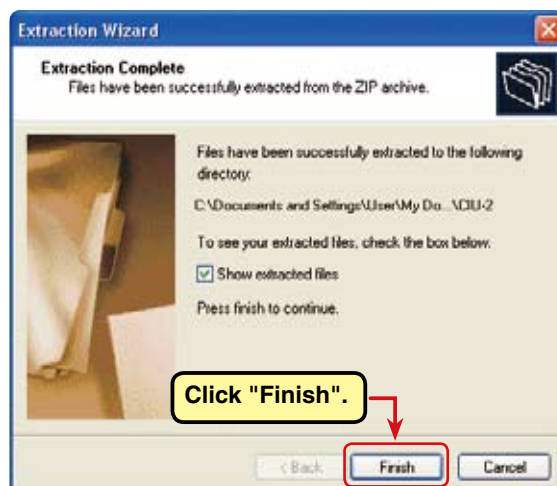 Extraction Wizard
Extraction Complete
Files have been successfully extracted from the ZIP archive.
Files have been successfully extracted to the following
directory:
C:\Documents and Settings\User\My Do...\CIU-2
To see your extracted files, check the box below:
Show extracted files
Press finish to continue.
Click "Finish".
< Back
Finish
Cancel